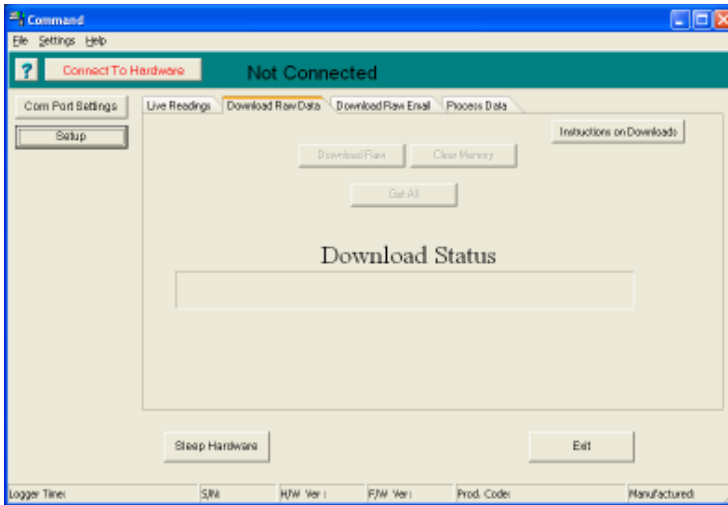 Command
File Settings Help
? Connect To Hardware Not Connected
Com Port Settings
Setup
Live Readings Download Raw Data Download Raw Email Process Data
Instructions on Downloads
Download Raw Clear Memory
Get All
Download Status
Sleep Hardware Exit
Logger Time: S/N: H/W Ver : F/W Ver : Prod. Code: Manufactured: